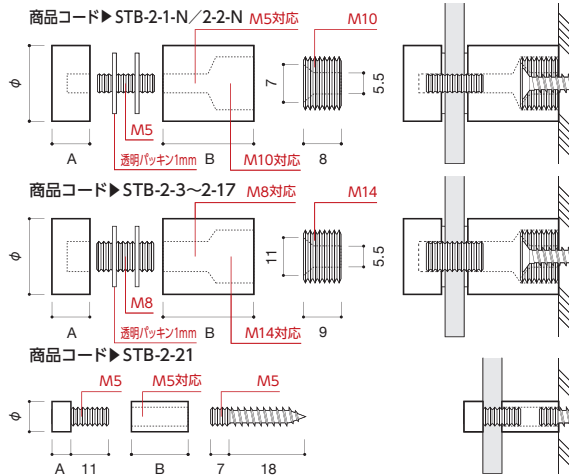 商品コード▶STB-2-1-N/2-2-N
M5対応
M10
φ
7
5.5
M5
A
透明パッキン1mm
B
M10対応
8
商品コード▶STB-2-3〜2-17
M8対応
M14
φ
11
5.5
M8
A
透明パッキン1mm
B
M14対応
9
商品コード▶STB-2-21
M5
M5対応
M5
φ
A
11
B
7
18